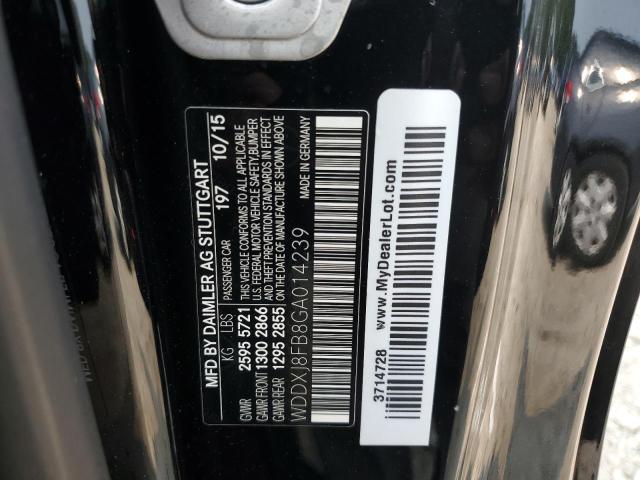 MFD BY DAIMLER AG STUTTGART
PASSENGER CAR 197 10/15
KG LBS
GVWR 2595 5721
GAWR FRONT 1300 2866
GAWR REAR 1295 2855
THIS VEHICLE CONFORMS TO ALL APPLICABLE
U.S. FEDERAL MOTOR VEHICLE SAFETY,BUMPER
AND THEFT PREVENTION STANDARDS IN EFFECT
ON THE DATE OF MANUFACTURE SHOWN ABOVE
WDDXJ8FB8GA014239
MADE IN GERMANY
3714728
www.MyDealerLot.com